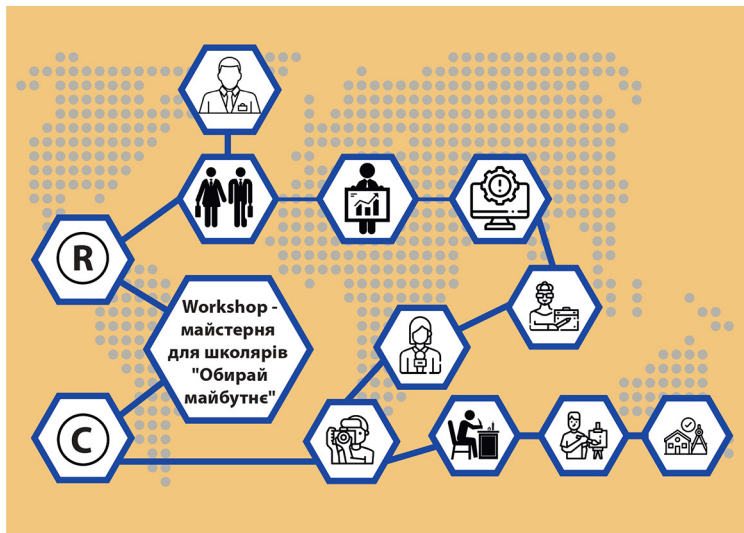 R
Workshop -
майстерня
для школярів
"Обирай
майбутнє"
C